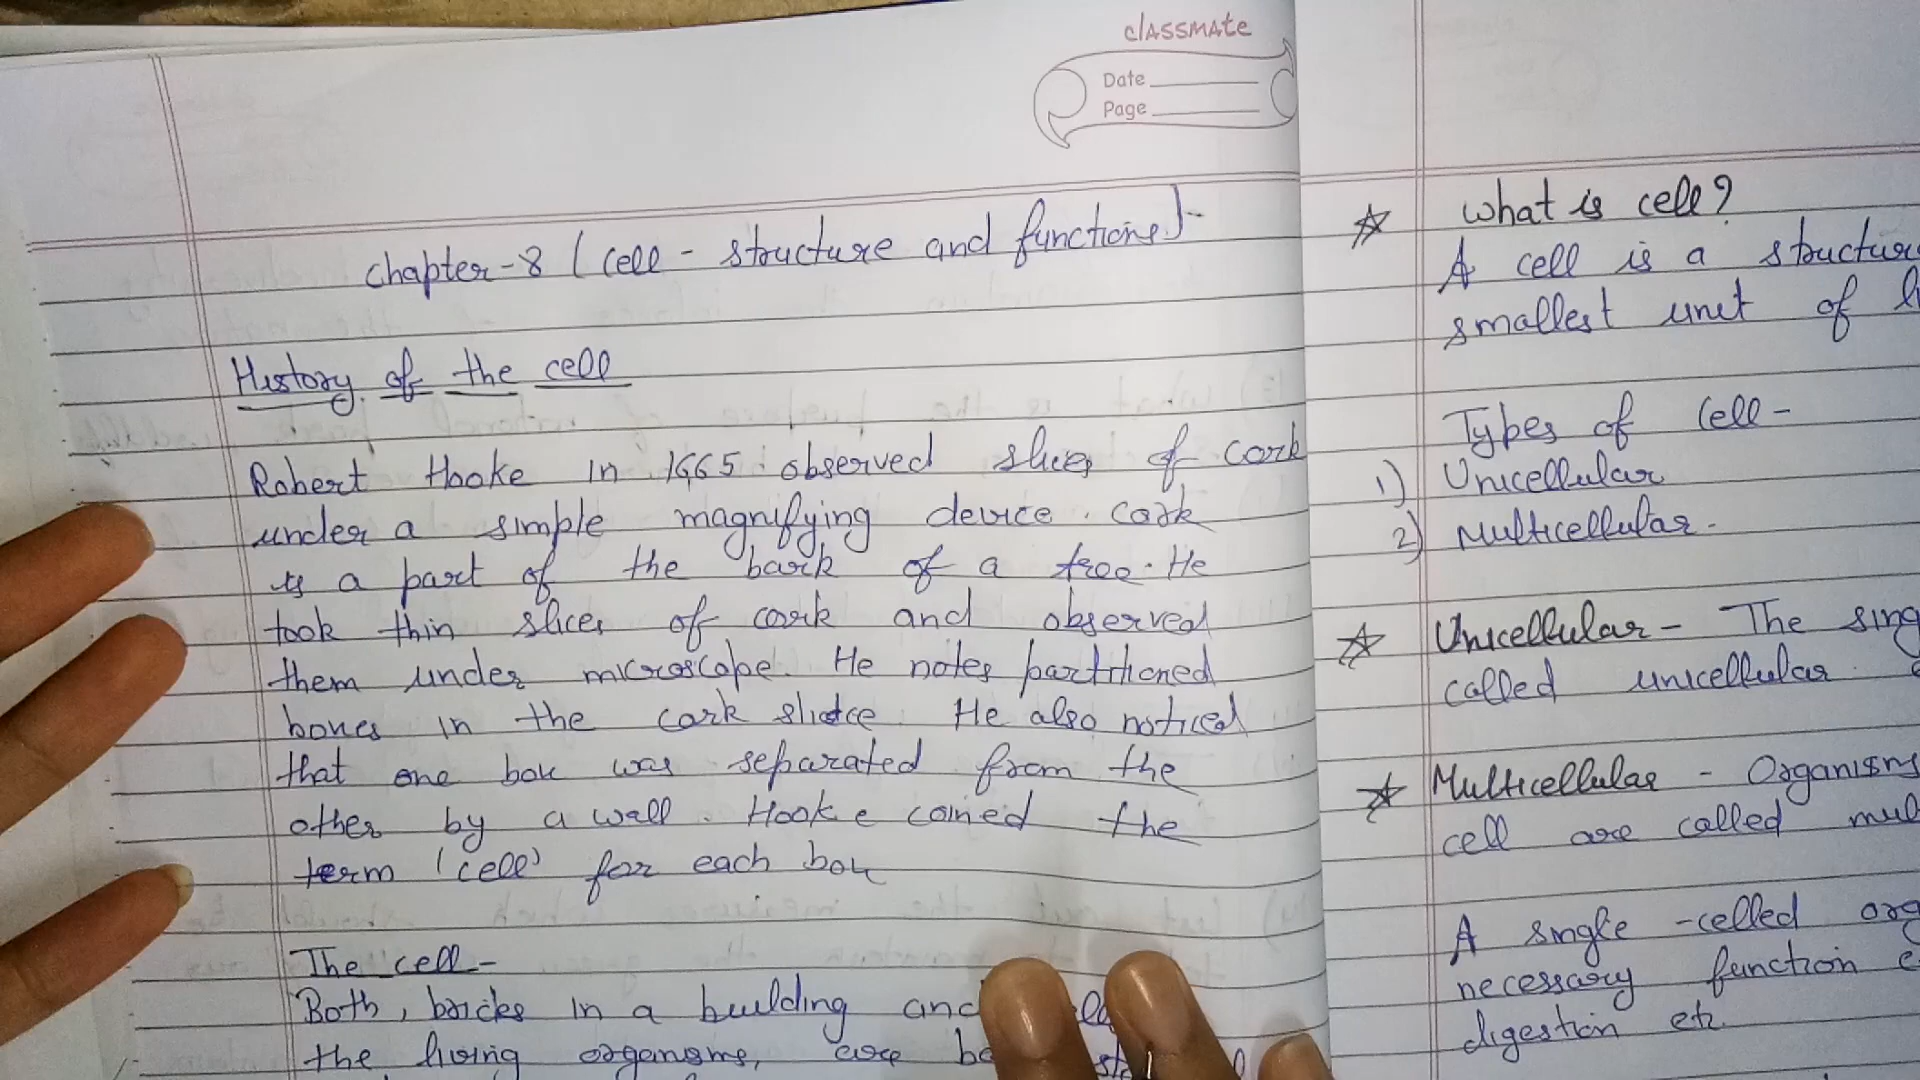 classmate
Date
Page
Chapter-8 (cell - structure and functions)-
History of the cell
Robert Hooke in 1665 observed slices of cork
under a simple magnifying device. cork
is a part of the bark of a tree. He
took thin slices of cork and observed
them under microscope. He notes partitioned
boxes in the cork slice. He also noticed
that one box was separated from the
other by a wall. Hooke coined the
term 'cell' for each box
The cell-
Both, bricks in a building and
the living organisms, are
What is cell?
A cell is a
smallest unit of
Types of Cell-
1) Unicellular
2) Multicellular.
Unicellular - The
called unicellular.
Multicellular - Organisms
cell are called
A single -celled
necessary function
digestion etc.